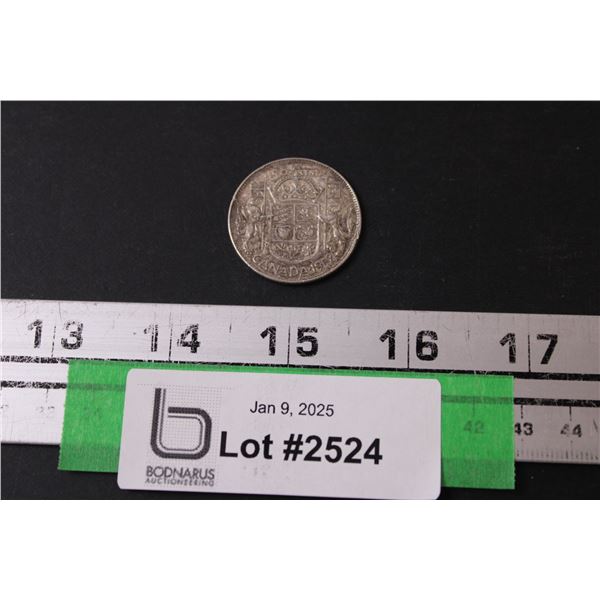 CANADA
13 14 15 16 17
42 43 44
Jan 9, 2025
Lot #2524
BODNARUS
AUCTIONEERING